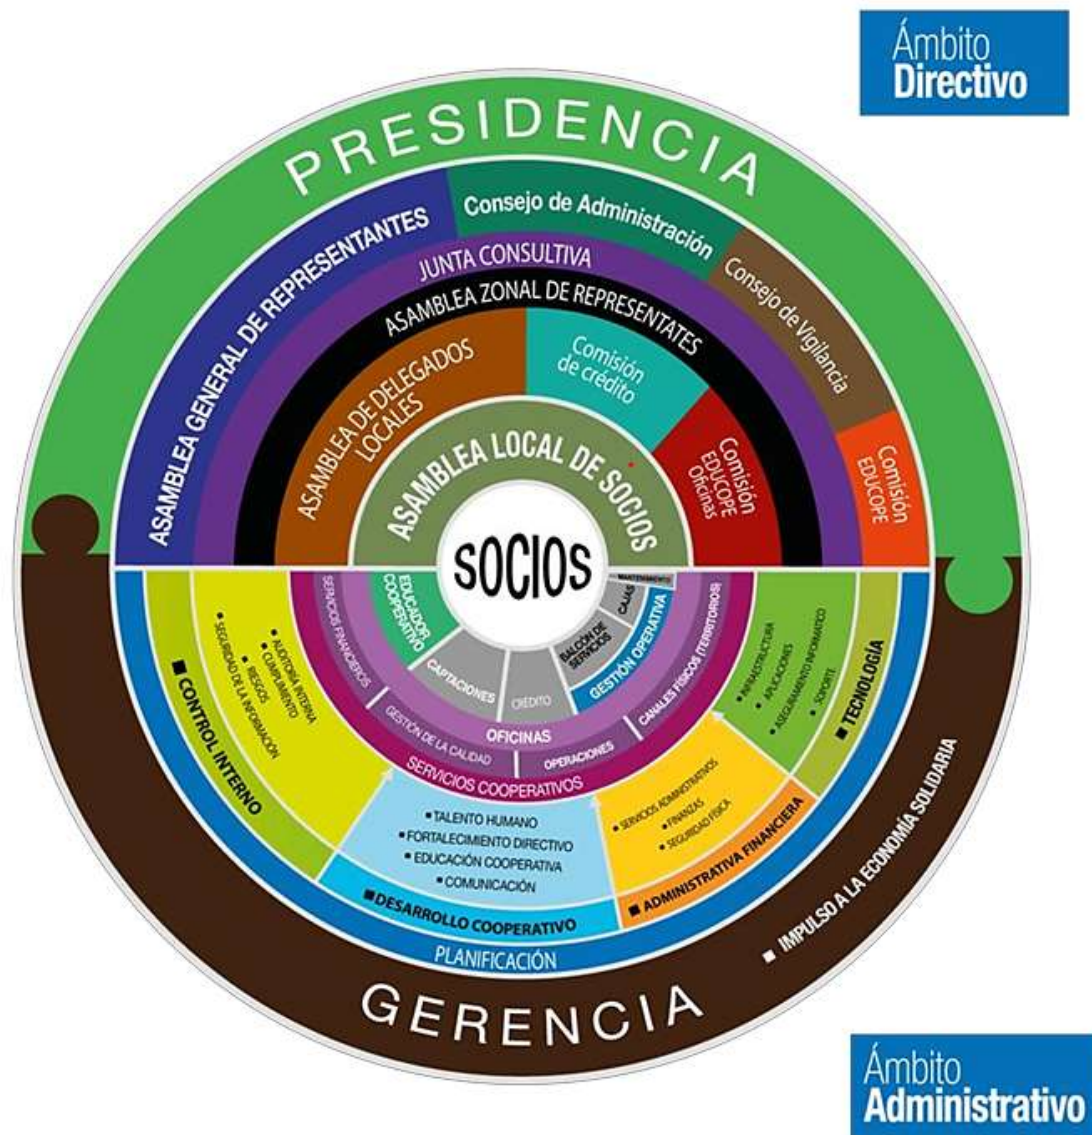 Ámbito
Directivo
PRESIDENCIA
ASAMBLEA GENERAL DE REPRESENTANTES
Consejo de Administración
Consejo de Vigilancia
Comisión
EDUCOPE
JUNTA CONSULTIVA
ASAMBLEA ZONAL DE REPRESENTATES
ASAMBLEA DE DELEGADOS
LOCALES
Comisión
de crédito
Comisión
EDUCOPE
Oficinas
ASAMBLEA LOCAL DE SOCIOS
SOCIOS
EDUCADOR
COOPERATIVO
CAPTACIONES
CRÉDITO
BALCÓN DE
SERVICIOS
CAJAS
MANTENIMIENTO
GESTIÓN OPERATIVA
OFICINAS
SERVICIOS FINANCIEROS
GESTIÓN DE LA CALIDAD
OPERACIONES
CANALES FÍSICOS (TERRITORIOS)
SERVICIOS COOPERATIVOS
▪ AUDITORÍA INTERNA
▪ CUMPLIMIENTO
▪ RIESGOS
▪ SEGURIDAD DE LA INFORMACIÓN
■ CONTROL INTERNO
▪ TALENTO HUMANO
▪ FORTALECIMIENTO DIRECTIVO
▪ EDUCACIÓN COOPERATIVA
▪ COMUNICACIÓN
■ DESARROLLO COOPERATIVO
▪ SERVICIOS ADMINISTRATIVOS
▪ FINANZAS
▪ SEGURIDAD FÍSICA
■ ADMINISTRATIVA FINANCIERA
▪ INFRAESTRUCTURA
▪ APLICACIONES
▪ ASEGURAMIENTO INFORMÁTICO
▪ SOPORTE
■ TECNOLOGÍA
PLANIFICACIÓN
■ IMPULSO A LA ECONOMÍA SOLIDARIA
GERENCIA
Ámbito
Administrativo